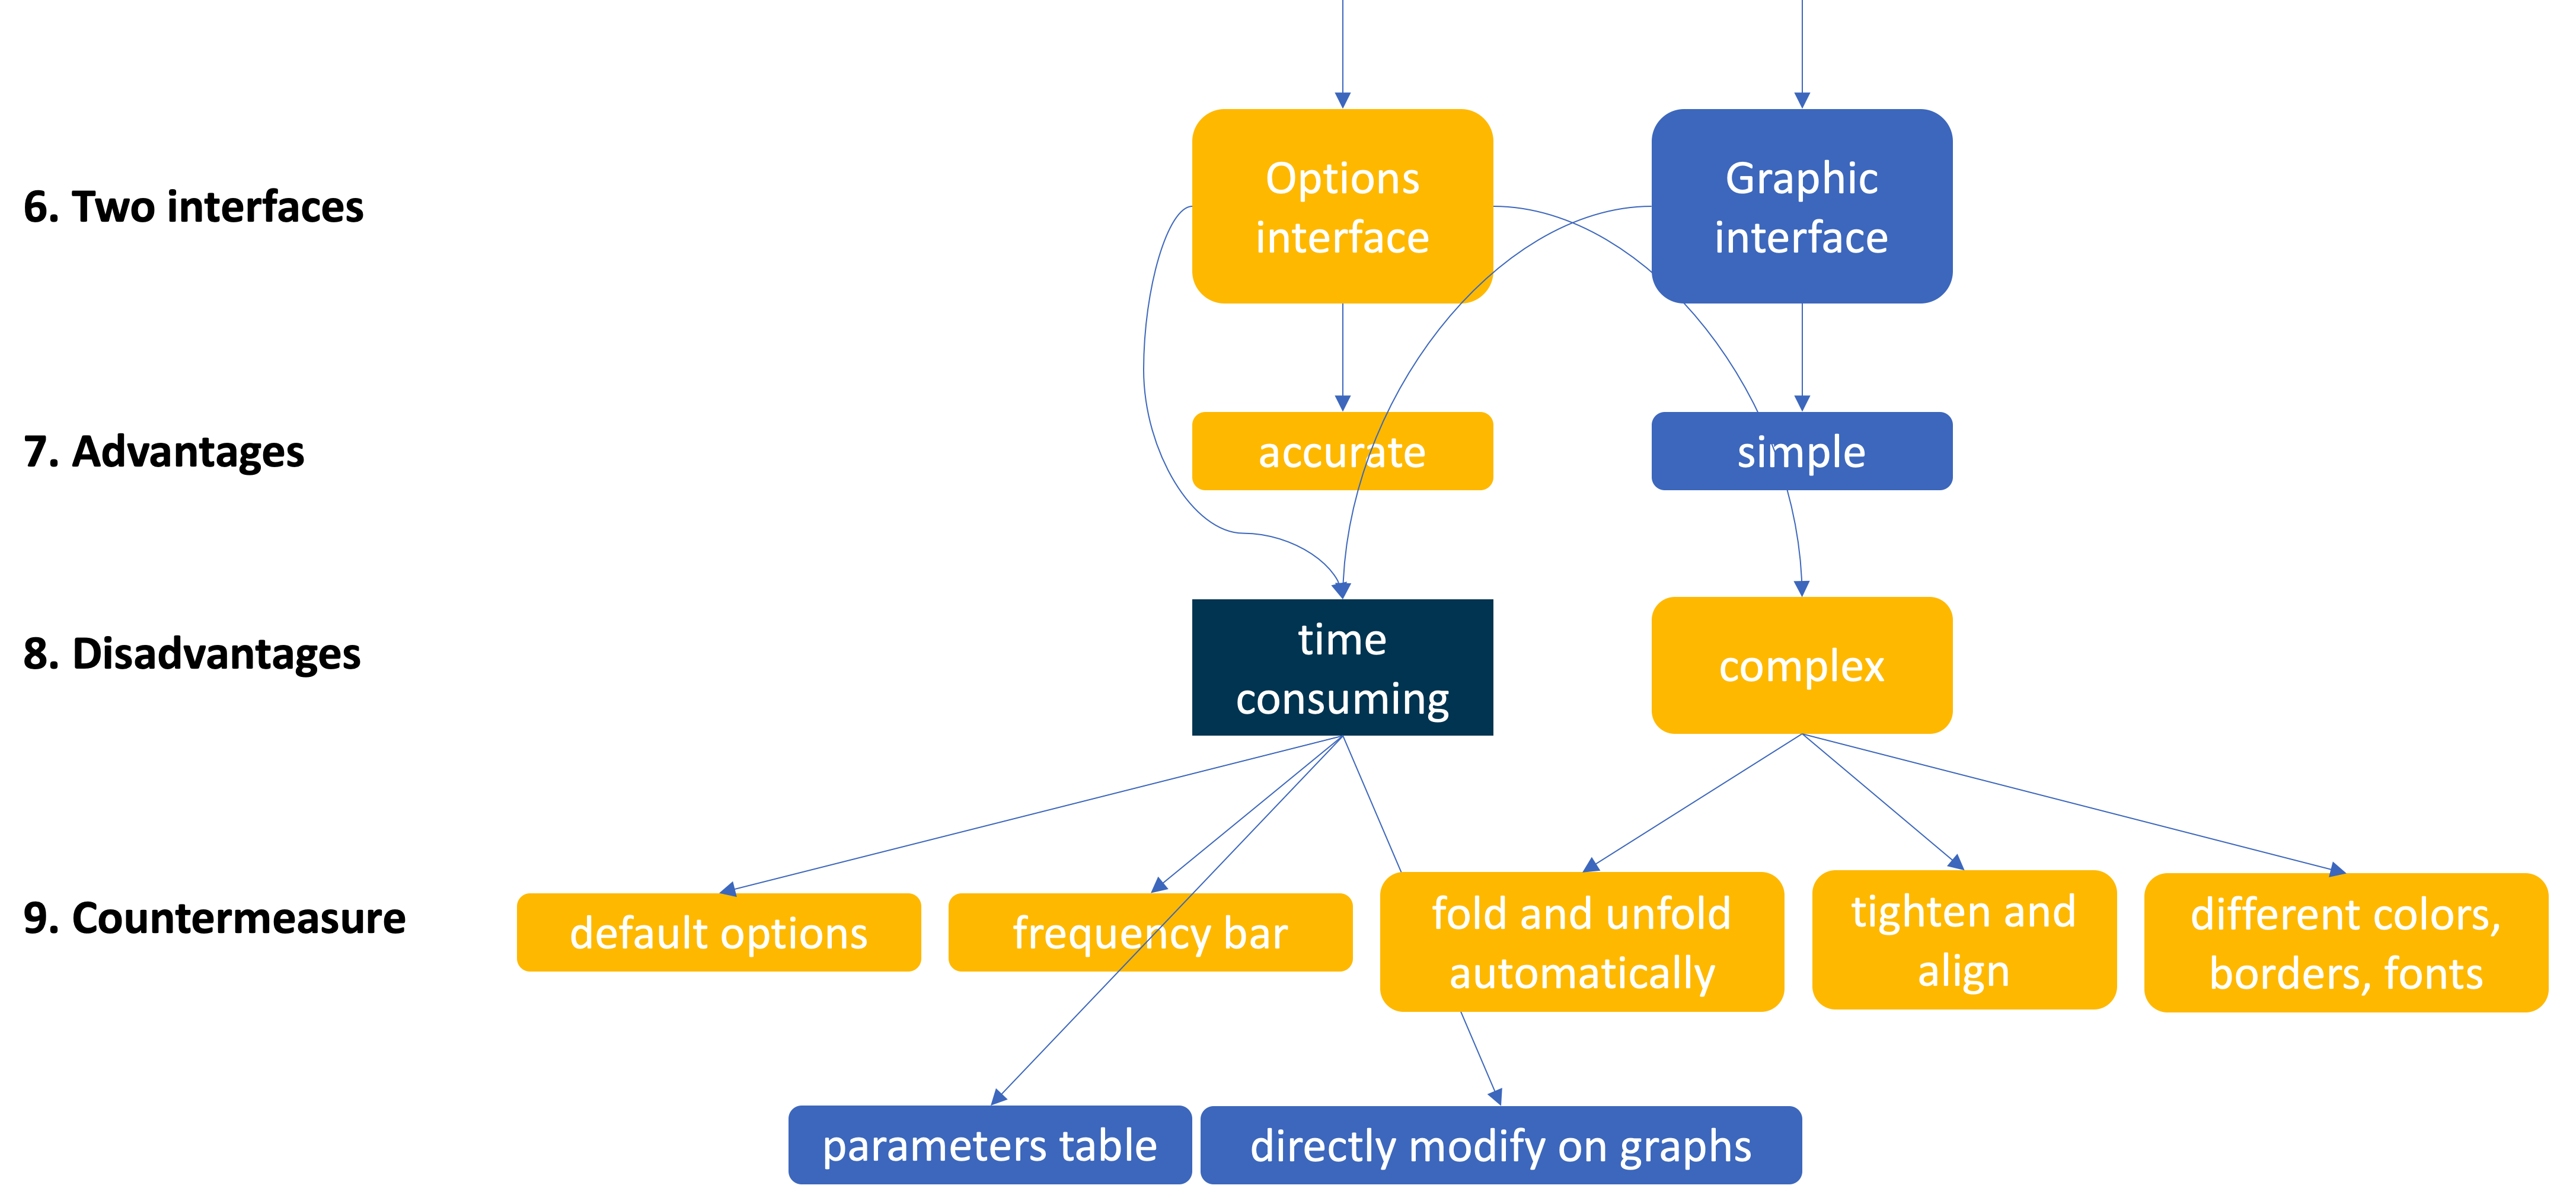 6. Two interfaces
Options
interface
Graphic
interface
7. Advantages
accurate
simple
8. Disadvantages
time
consuming
complex
9. Countermeasure
default options
frequency bar
fold and unfold
automatically
tighten and
align
different colors,
borders, fonts
parameters table
directly modify on graphs